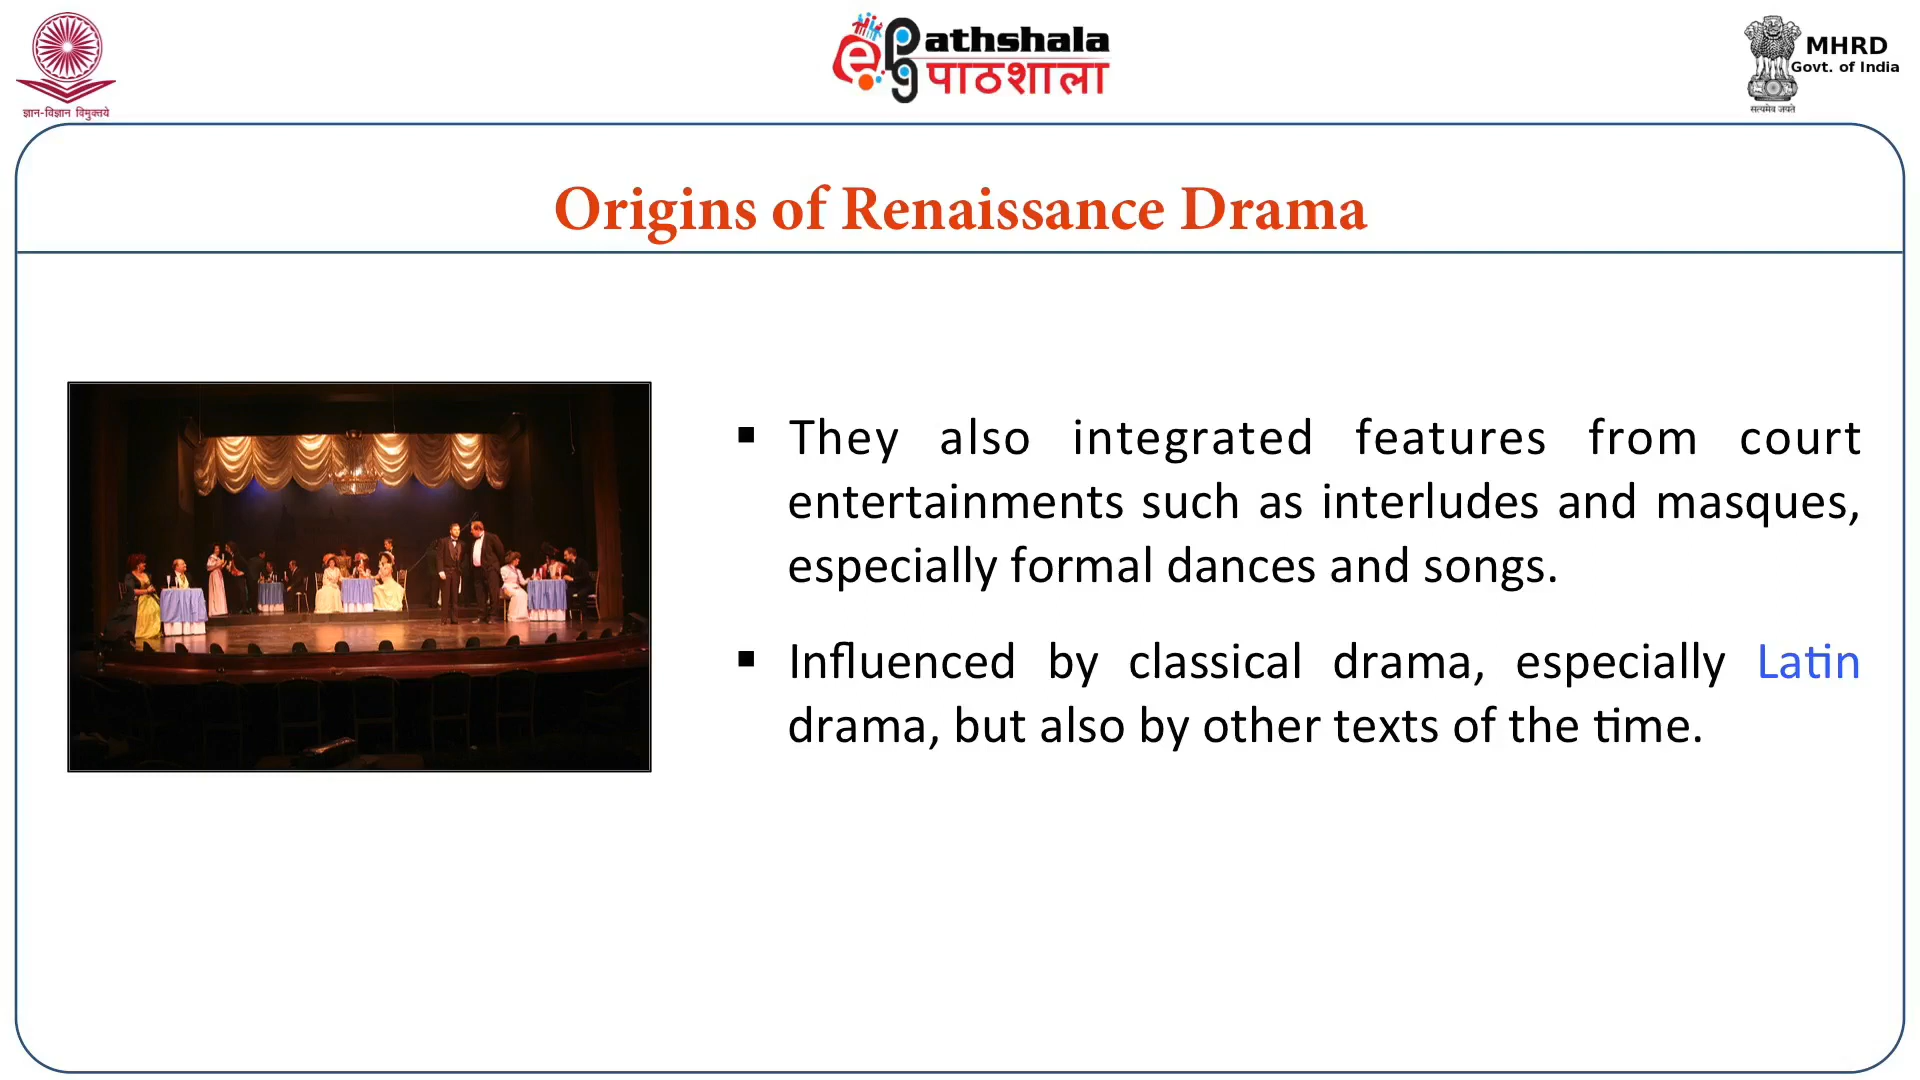 ज्ञान-विज्ञान विमुक्तये
ePathshala
पाठशाला
MHRD
Govt. of India
सत्यमेव जयते
Origins of Renaissance Drama
▪ They also integrated features from court
entertainments such as interludes and masques,
especially formal dances and songs.
▪ Influenced by classical drama, especially Latin
drama, but also by other texts of the time.